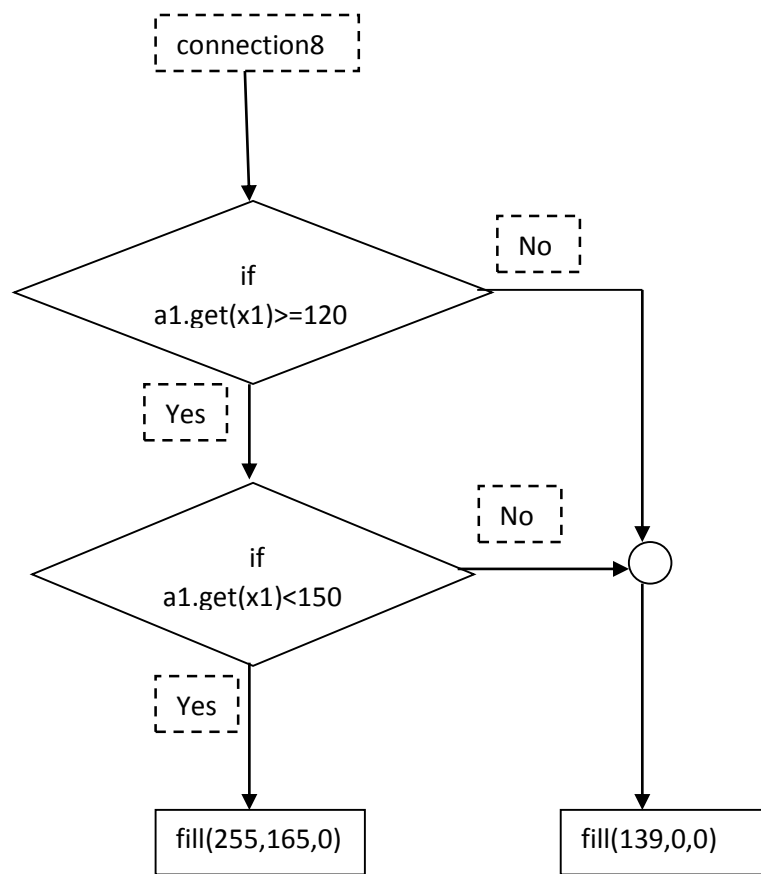 connection8
No
if
a1.get(x1)>=120
Yes
No
if
a1.get(x1)<150
Yes
fill(255,165,0)
fill(139,0,0)